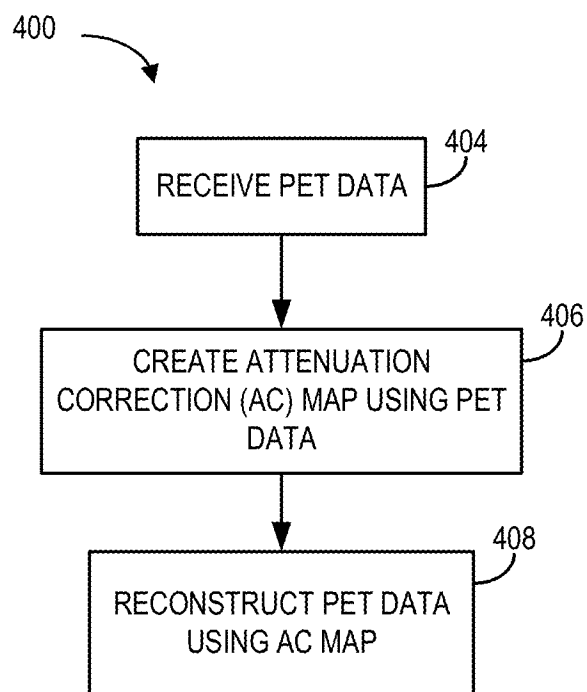 400
404
RECEIVE PET DATA
406
CREATE ATTENUATION
CORRECTION (AC) MAP USING PET
DATA
408
RECONSTRUCT PET DATA
USING AC MAP